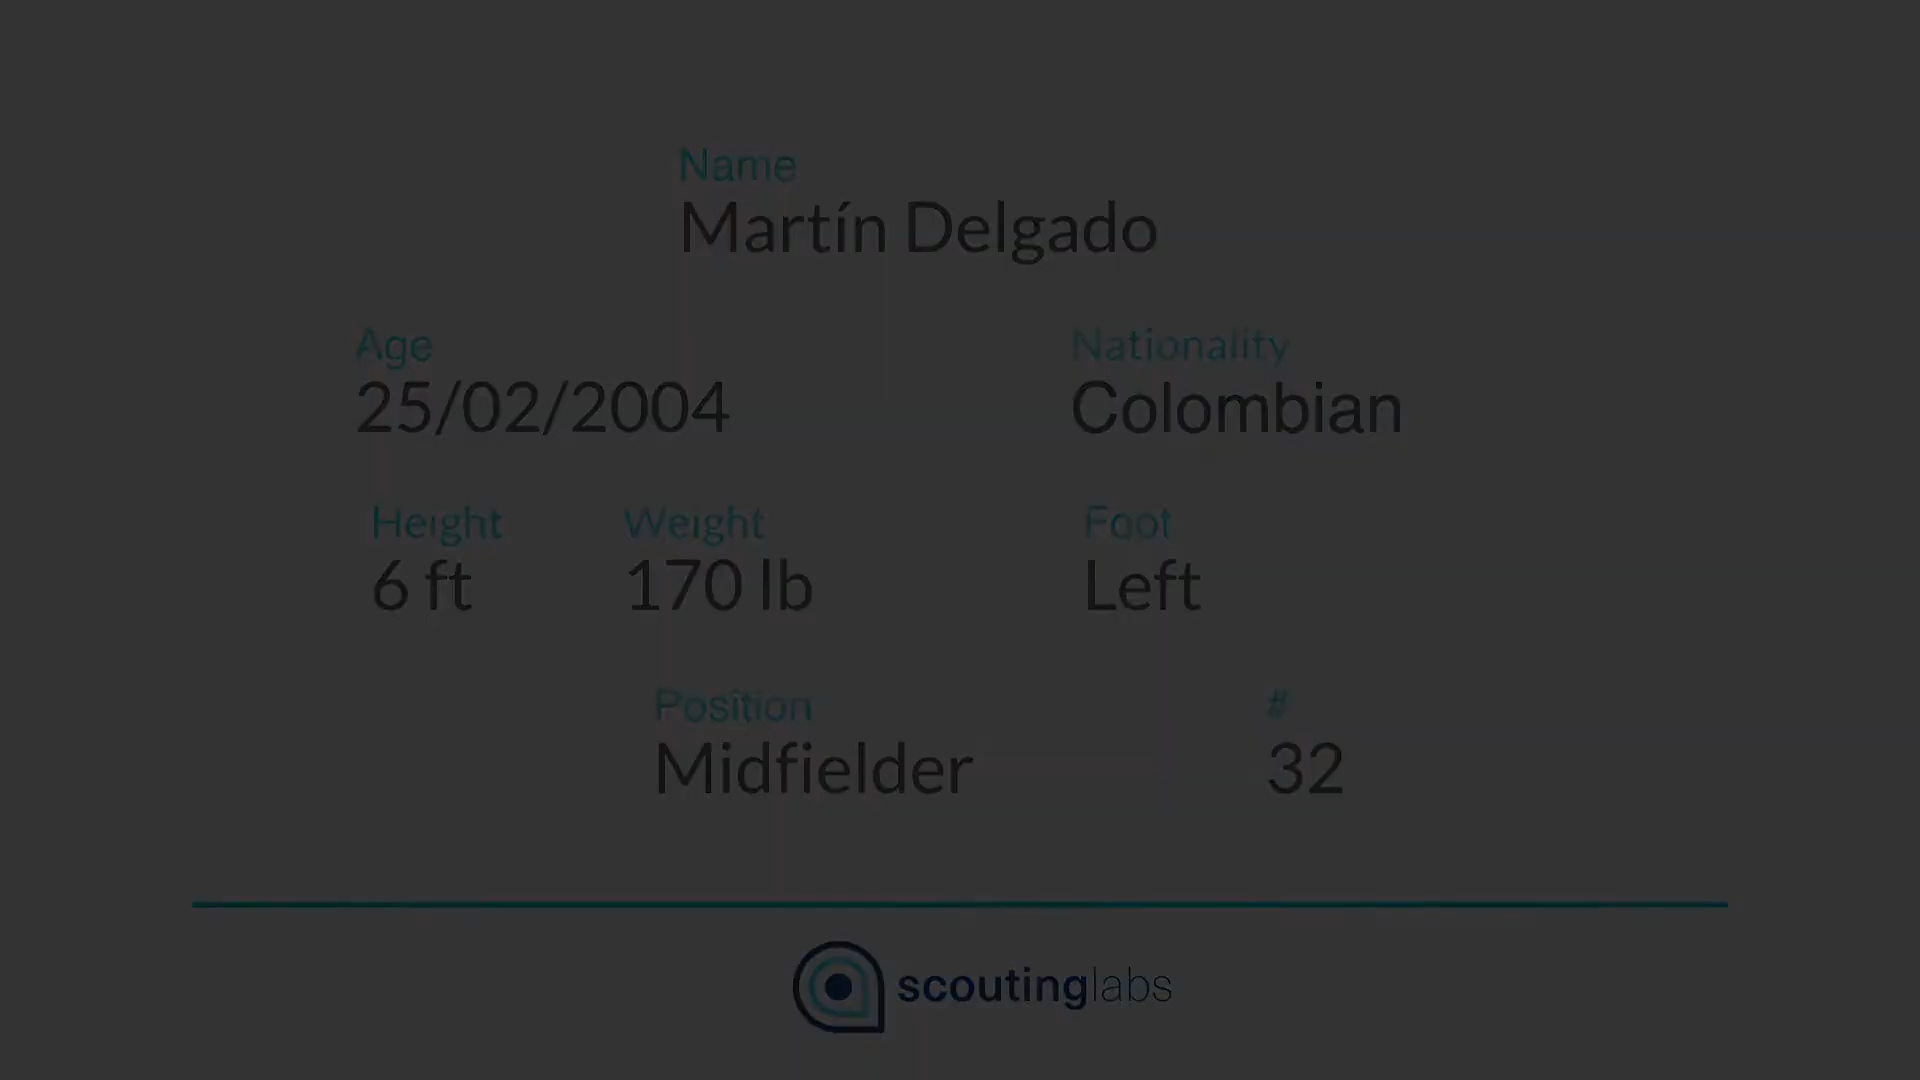 Name
Martín Delgado
Age
25/02/2004
Nationality
Colombian
Height
6 ft
Weight
170 lb
Foot
Left
Position
Midfielder
#
32
scoutinglabs